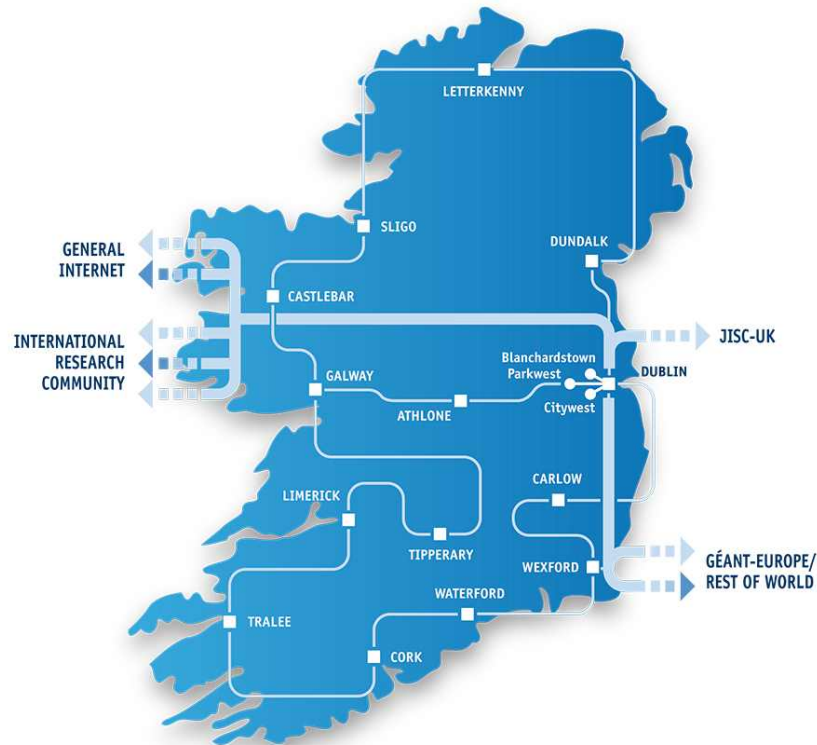 LETTERKENNY
SLIGO
DUNDALK
GENERAL
INTERNET
CASTLEBAR
INTERNATIONAL
RESEARCH
COMMUNITY
JISC-UK
Blanchardstown
Parkwest
DUBLIN
GALWAY
Citywest
ATHLONE
CARLOW
LIMERICK
TIPPERARY
WEXFORD
GÉANT-EUROPE/
REST OF WORLD
WATERFORD
TRALEE
CORK